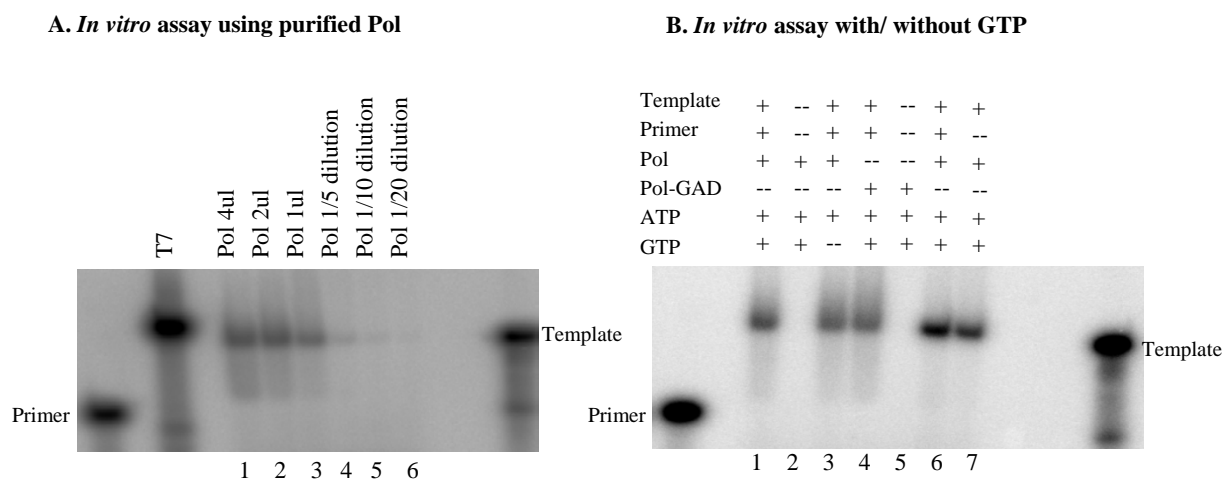 A. In vitro assay using purified Pol
T7
Pol 4ul
Pol 2ul
Pol 1ul
Pol 1/5 dilution
Pol 1/10 dilution
Pol 1/20 dilution
Template
Primer
1 2 3 4 5 6
B. In vitro assay with/ without GTP
Template + -- + + -- + +
Primer + -- + + -- + --
Pol + + + -- -- + +
Pol-GAD -- -- -- + + -- --
ATP + + + + + + +
GTP + + -- + + + +
Template
Primer
1 2 3 4 5 6 7